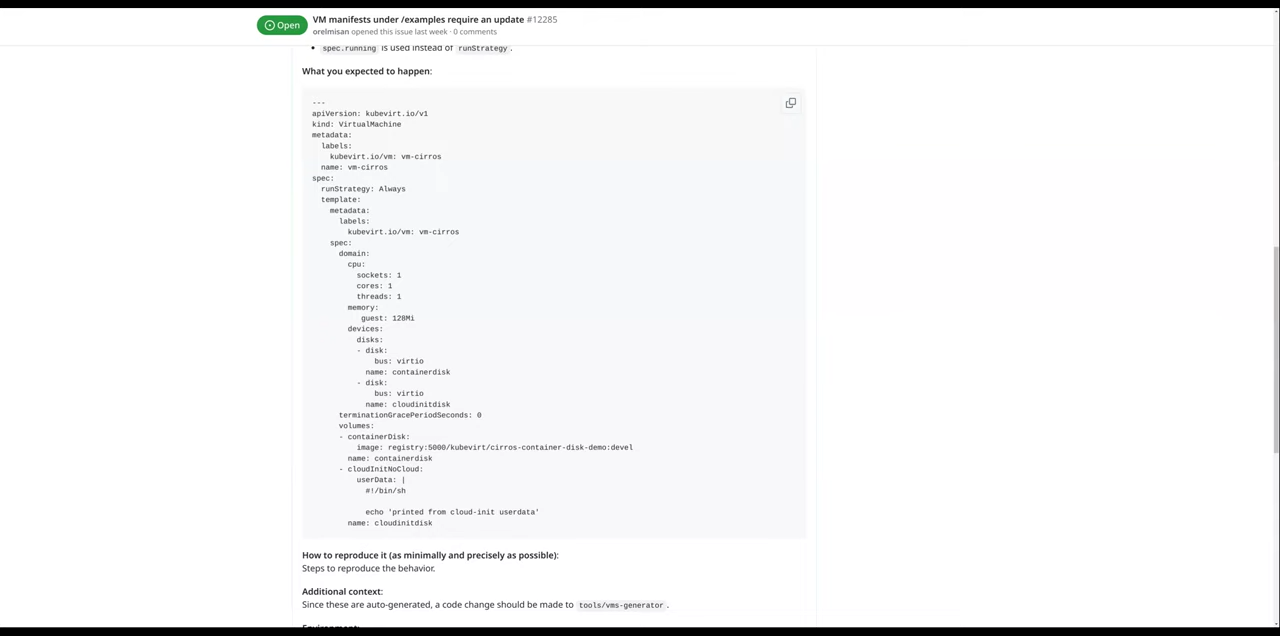 Open
VM manifests under /examples require an update #12285
orelmisan opened this issue last week · 0 comments
spec.running is used instead of runStrategy.
What you expected to happen:
---
apiVersion: kubevirt.io/v1
kind: VirtualMachine
metadata:
  labels:
    kubevirt.io/vm: vm-cirros
  name: vm-cirros
spec:
  runStrategy: Always
  template:
    metadata:
      labels:
        kubevirt.io/vm: vm-cirros
    spec:
      domain:
        cpu:
          sockets: 1
          cores: 1
          threads: 1
        memory:
           guest: 128Mi
        devices:
          disks:
          - disk:
              bus: virtio
            name: containerdisk
          - disk:
              bus: virtio
            name: cloudinitdisk
      terminationGracePeriodSeconds: 0
      volumes:
      - containerDisk:
          image: registry:5000/kubevirt/cirros-container-disk-demo:devel
        name: containerdisk
      - cloudInitNoCloud:
          userData: |
            #!/bin/sh

            echo 'printed from cloud-init userdata'
        name: cloudinitdisk
How to reproduce it (as minimally and precisely as possible):
Steps to reproduce the behavior.
Additional context:
Since these are auto-generated, a code change should be made to tools/vms-generator.